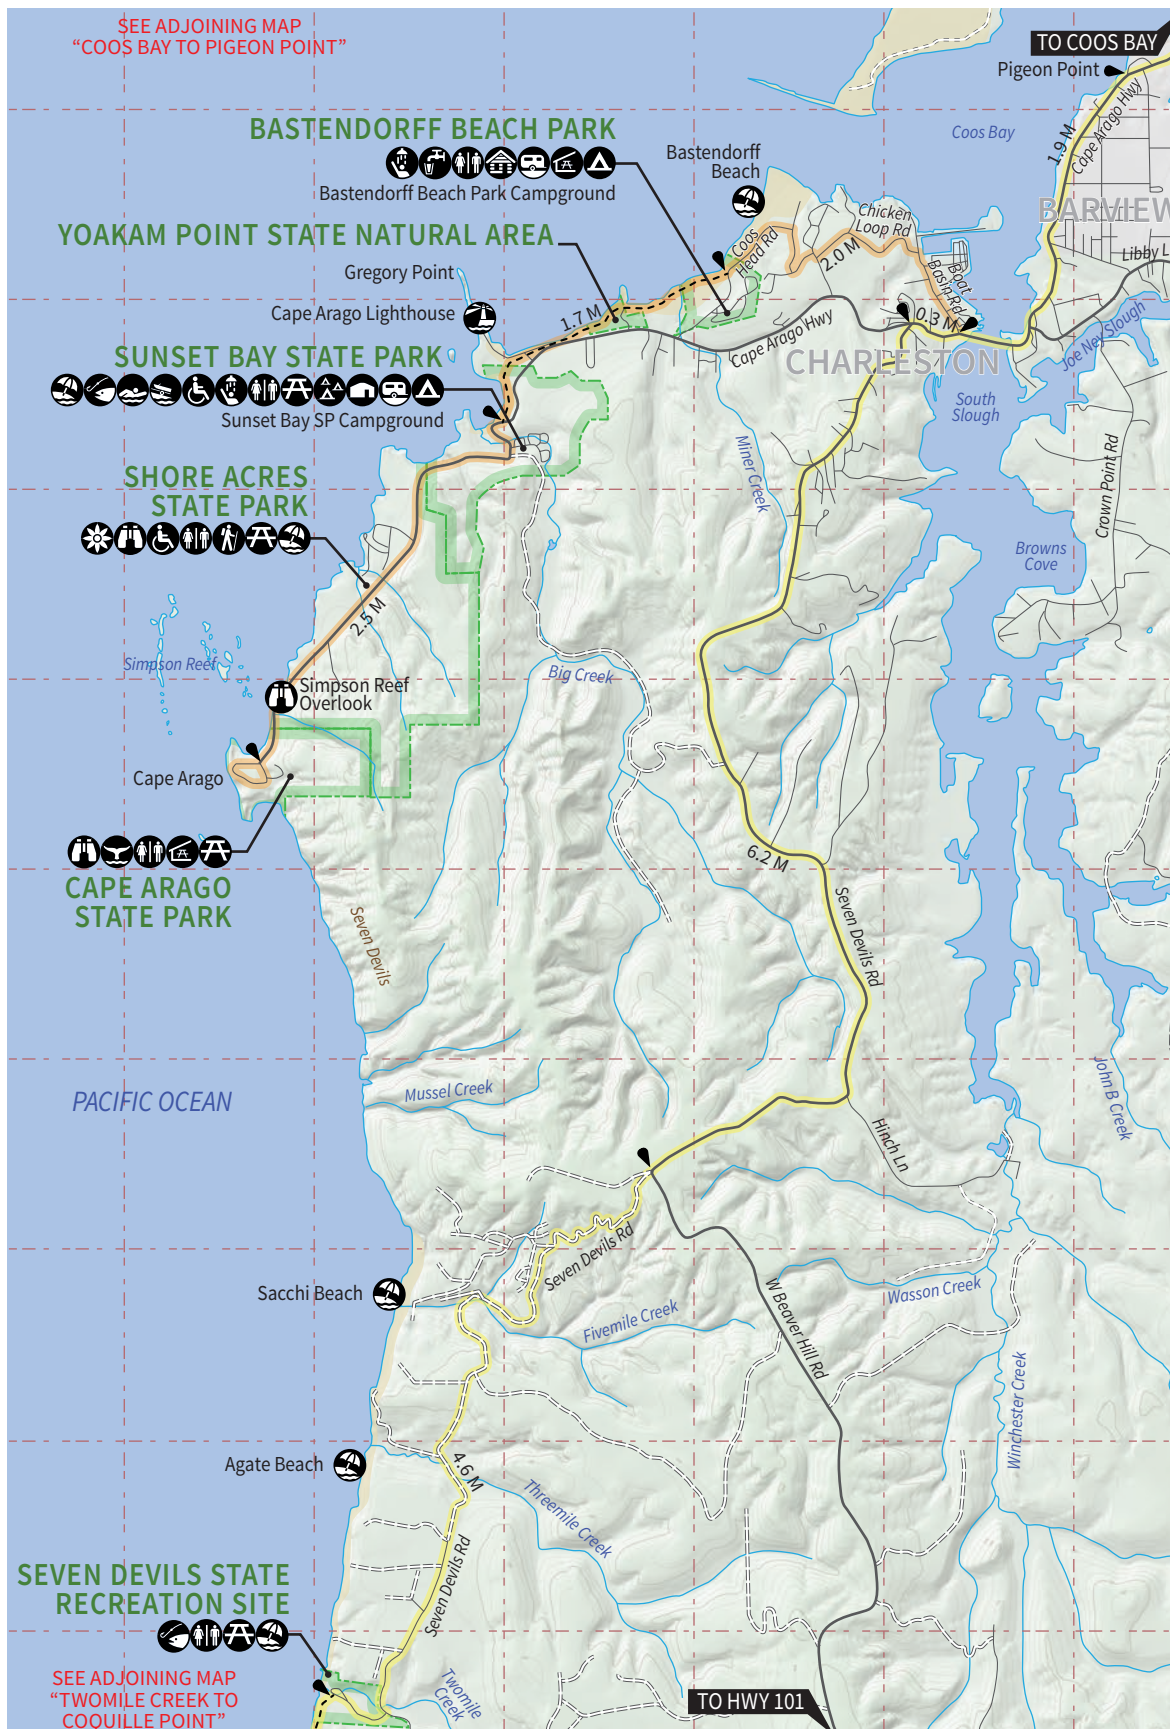 SEE ADJOINING MAP
“COOS BAY TO PIGEON POINT”
TO COOS BAY
Pigeon Point
Cape Arago Hwy
1.9 M
Coos Bay
BARVIEW
Libby L
BASTENDORFF BEACH PARK
Bastendorff Beach Park Campground
Bastendorff
Beach
Chicken
Loop Rd
Coos
Head Rd
2.0 M
Boat
Basin Rd
YOAKAM POINT STATE NATURAL AREA
Gregory Point
Cape Arago Lighthouse
1.7 M
Cape Arago Hwy
0.3 M
CHARLESTON
Joe Ney Slough
SUNSET BAY STATE PARK
Sunset Bay SP Campground
South
Slough
Miner Creek
Crown Point Rd
SHORE ACRES
STATE PARK
Browns
Cove
2.5 M
Simpson Reef
Big Creek
Simpson Reef
Overlook
Cape Arago
CAPE ARAGO
STATE PARK
6.2 M
Seven Devils
Seven Devils Rd
PACIFIC OCEAN
Mussel Creek
John B Creek
Hinch Ln
Seven Devils Rd
Sacchi Beach
Fivemile Creek
Wasson Creek
W Beaver Hill Rd
Winchester Creek
Agate Beach
4.6 M
Threemile Creek
Seven Devils Rd
SEVEN DEVILS STATE
RECREATION SITE
SEE ADJOINING MAP
“TWOMILE CREEK TO
COQUILLE POINT”
Twomile
Creek
TO HWY 101